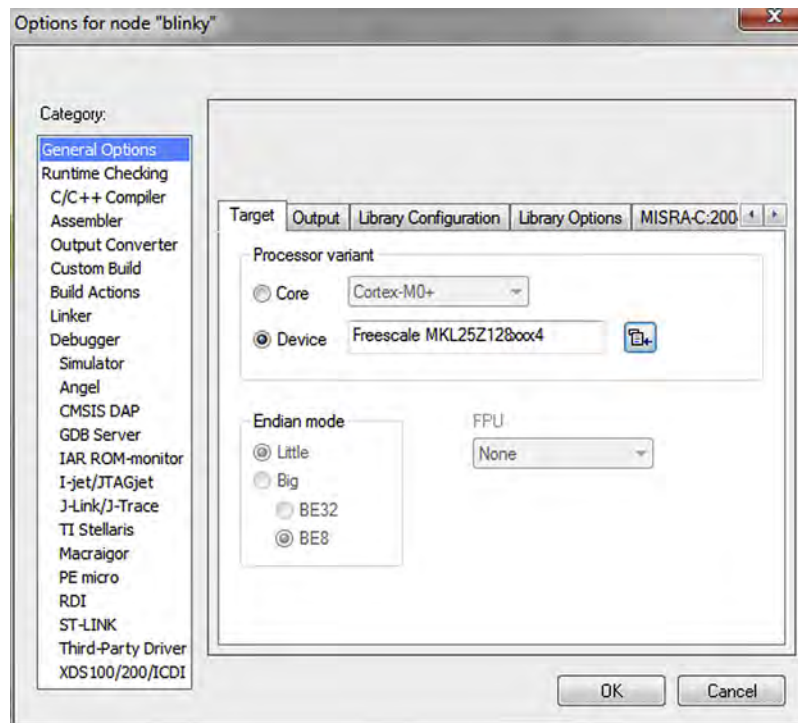 Options for node "blinky"
Category:
General Options
Runtime Checking
C/C++ Compiler
Assembler
Output Converter
Custom Build
Build Actions
Linker
Debugger
Simulator
Angel
CMSIS DAP
GDB Server
IAR ROM-monitor
I-jet/JTAGjet
J-Link/J-Trace
TI Stellaris
Macraigor
PE micro
RDI
ST-LINK
Third-Party Driver
XDS100/200/ICDI
Target Output Library Configuration Library Options MISRA-C:200
Processor variant
Core Cortex-M0+
Device Freescale MKL25Z128xxx4
Endian mode
Little
Big
BE32
BE8
FPU
None
OK Cancel